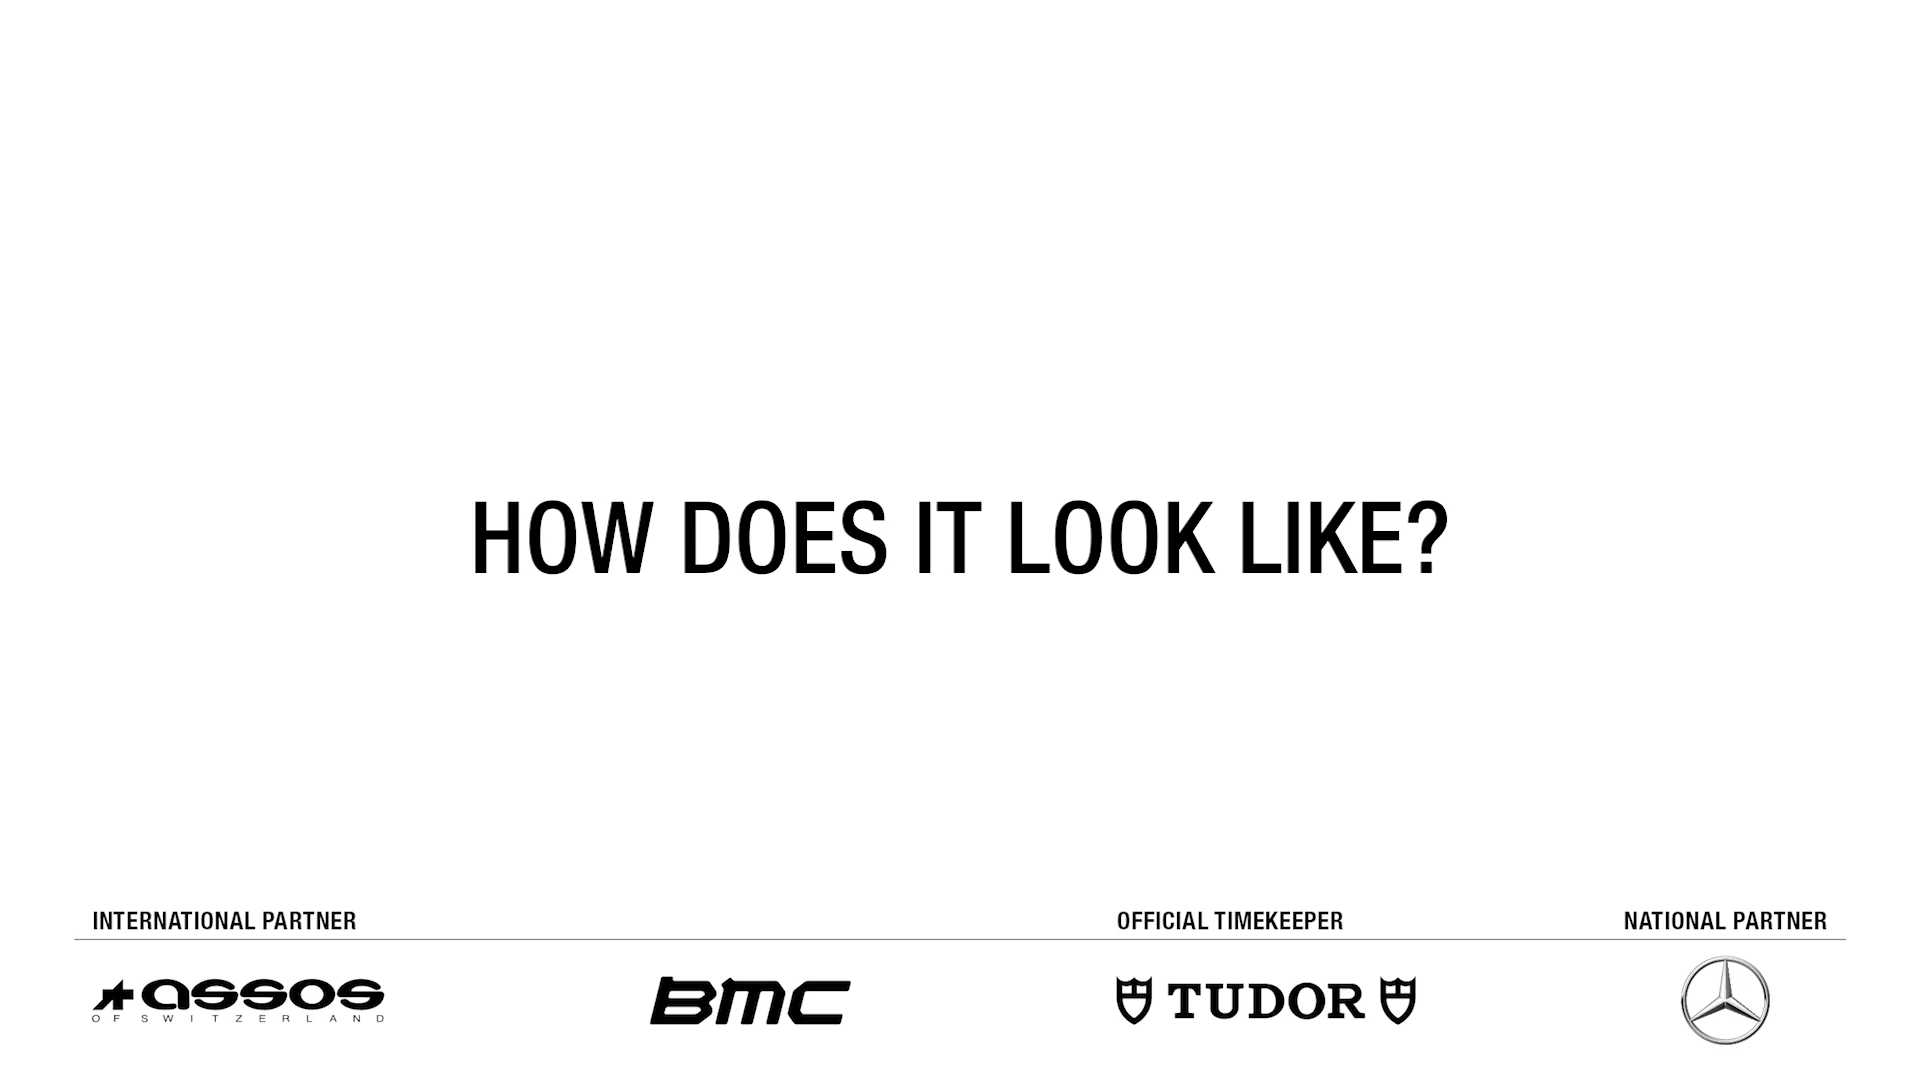 HOW DOES IT LOOK LIKE?
INTERNATIONAL PARTNER
OFFICIAL TIMEKEEPER
NATIONAL PARTNER
assos
OF SWITZERLAND
BMC
TUDOR